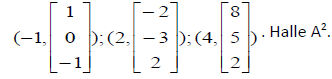 (-1, [1 0 -1]); (2, [-2 -3 2]); (4, [8 5 2]). Halle A².